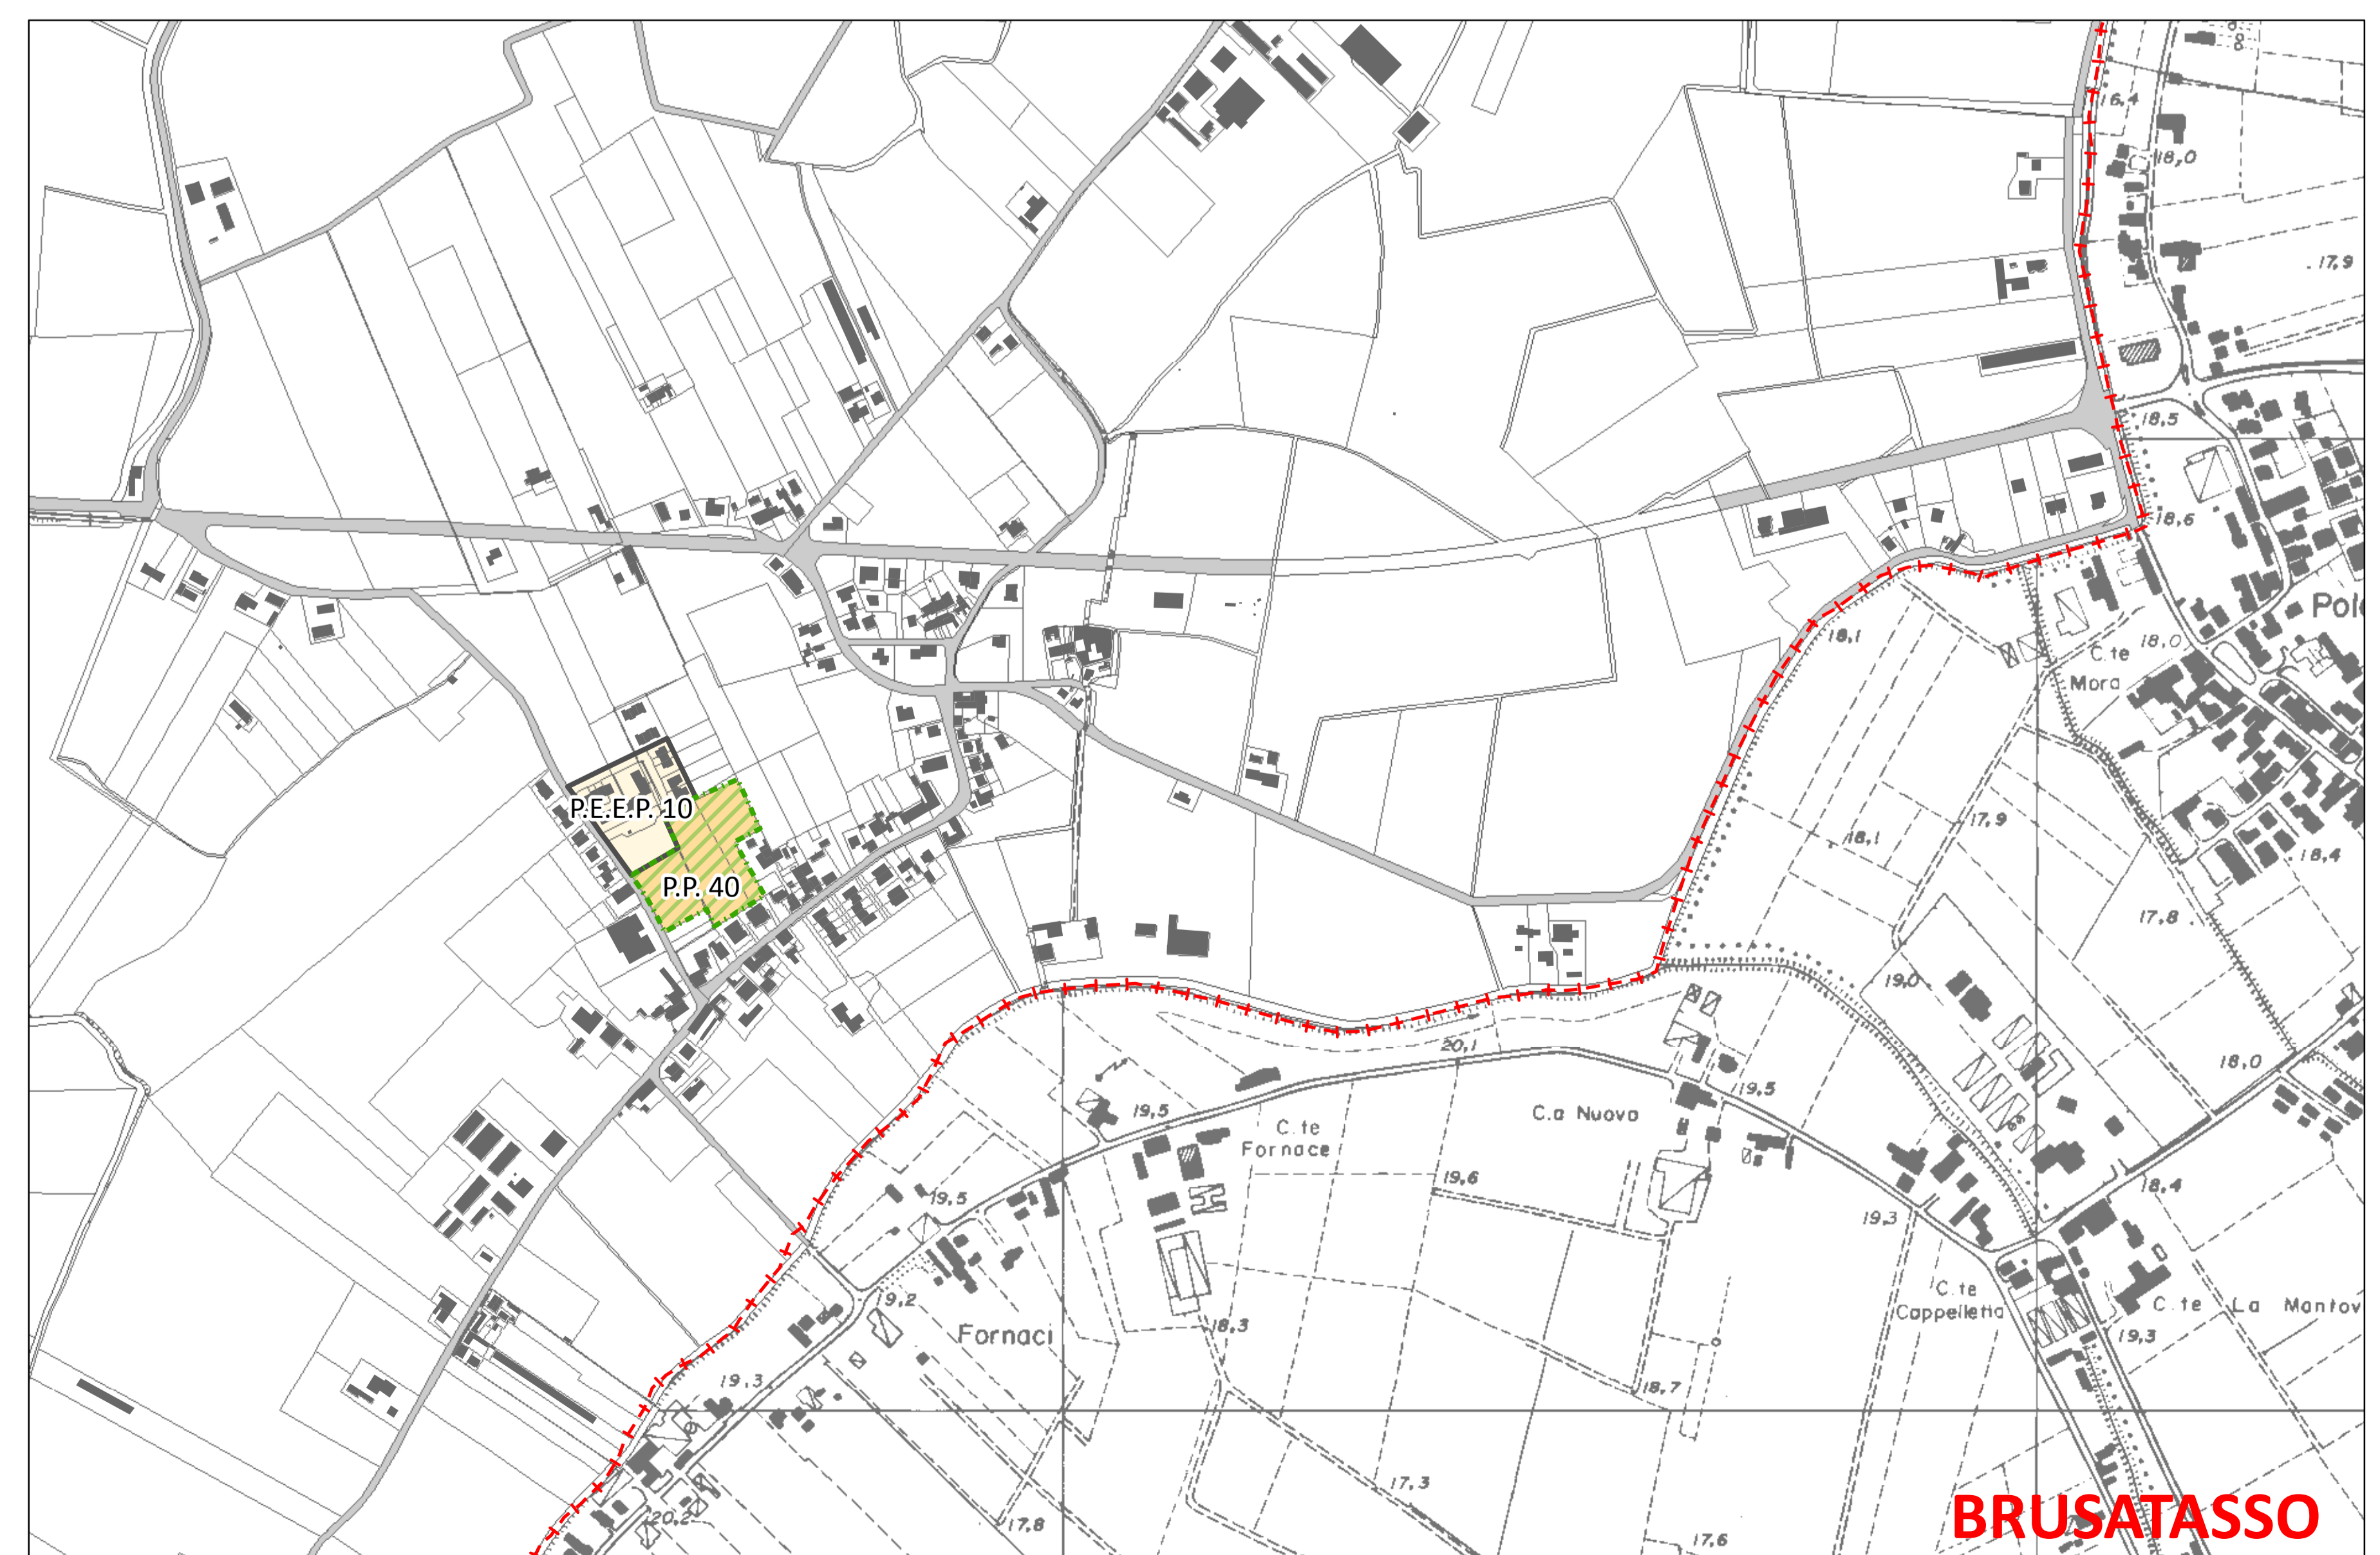 16,4
18,0
17,9
18,5
18,6
18,1
18,0
C.te
Mora
P.E.E.P. 10
P.P. 40
17,9
18,1
18,4
17,8
19,0
18,0
20,1
19,5
19,5
C.a Nuova
C.te
Fornace
19,6
19,5
18,4
19,3
C.te
Cappelletta
C.te La Mantov
19,3
19,2
18,3
Fornaci
19,3
18,7
17,3
17,8
20,2
17,6
BRUSATASSO